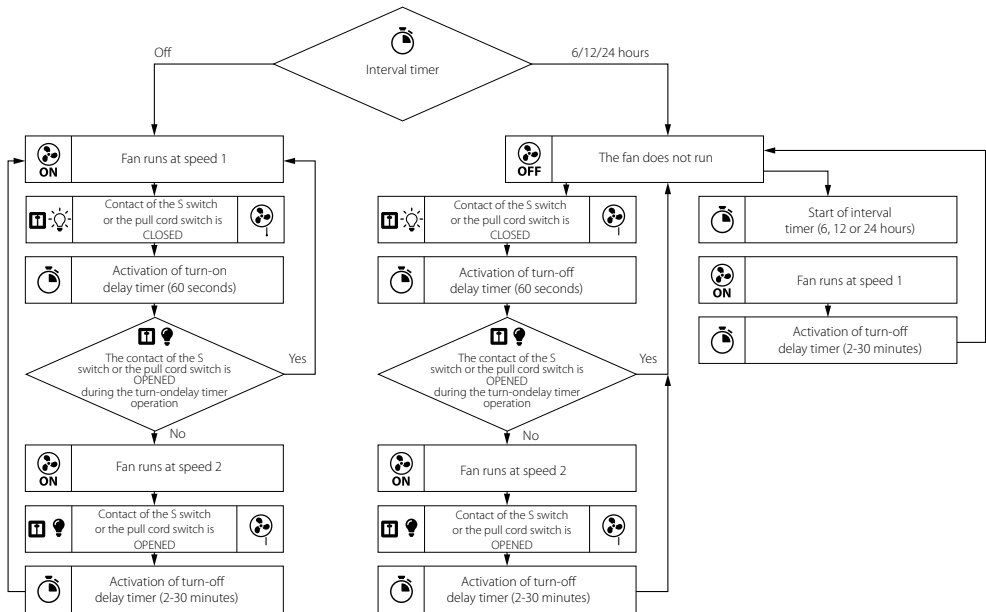 Interval timer
Off
6/12/24 hours
ON
Fan runs at speed 1
Contact of the S switch
or the pull cord switch is
CLOSED
Activation of turn-on
delay timer (60 seconds)
The contact of the S
switch or the pull cord switch is
OPENED
during the turn-ondelay timer
operation
Yes
No
ON
Fan runs at speed 2
Contact of the S switch
or the pull cord switch is
OPENED
Activation of turn-off
delay timer (2-30 minutes)
OFF
The fan does not run
Contact of the S switch
or the pull cord switch is
CLOSED
Activation of turn-off
delay timer (60 seconds)
The contact of the S
switch or the pull cord switch is
OPENED
during the turn-ondelay timer
operation
Yes
No
ON
Fan runs at speed 2
Contact of the S switch
or the pull cord switch is
OPENED
Activation of turn-off
delay timer (2-30 minutes)
Start of interval
timer (6, 12 or 24 hours)
ON
Fan runs at speed 1
Activation of turn-off
delay timer (2-30 minutes)